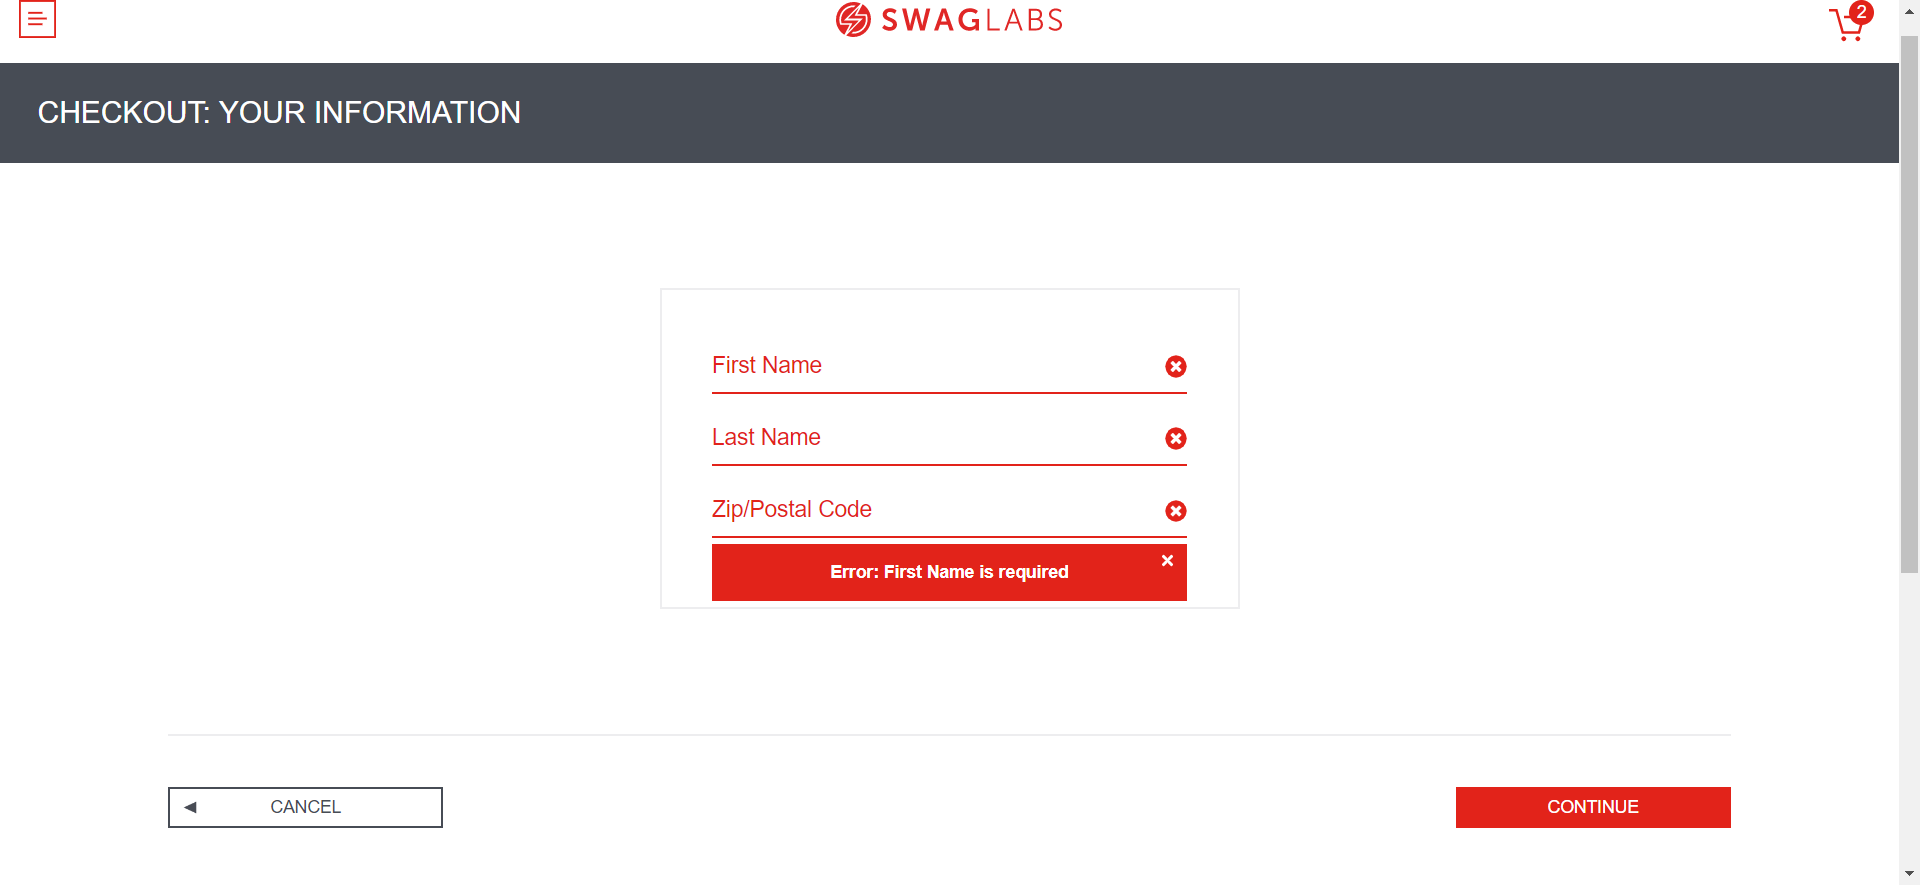 SWAGLABS
2
CHECKOUT: YOUR INFORMATION
First Name
Last Name
Zip/Postal Code
Error: First Name is required
CANCEL
CONTINUE